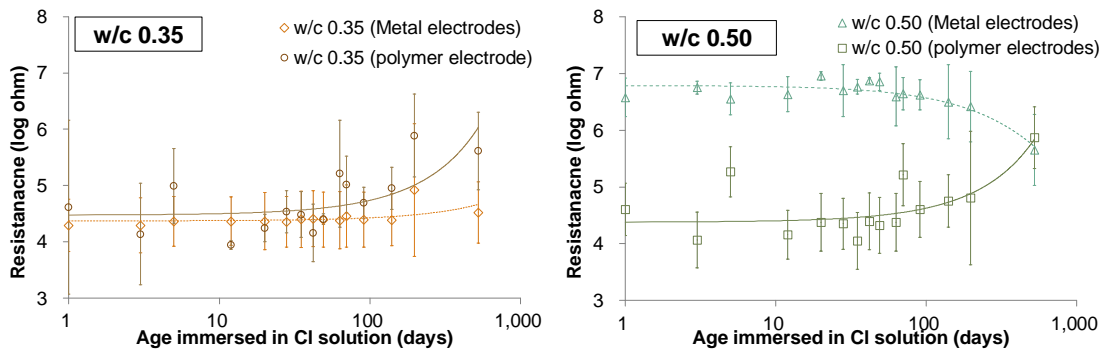 w/c 0.35
w/c 0.35 (Metal electrodes)
w/c 0.35 (polymer electrode)
Resistanacne (log ohm)
8
7
6
5
4
3
1
10
100
1,000
Age immersed in Cl solution (days)
w/c 0.50
w/c 0.50 (Metal electrodes)
w/c 0.50 (polymer electrodes)
Resistanacne (log ohm)
8
7
6
5
4
3
1
10
100
1,000
Age immersed in Cl solution (days)